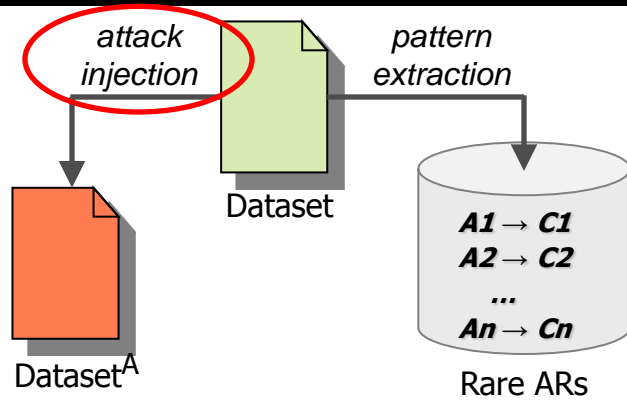 attack
injection
pattern
extraction
Dataset
A1 → C1
A2 → C2
...
An → Cn
Dataset^A
Rare ARs